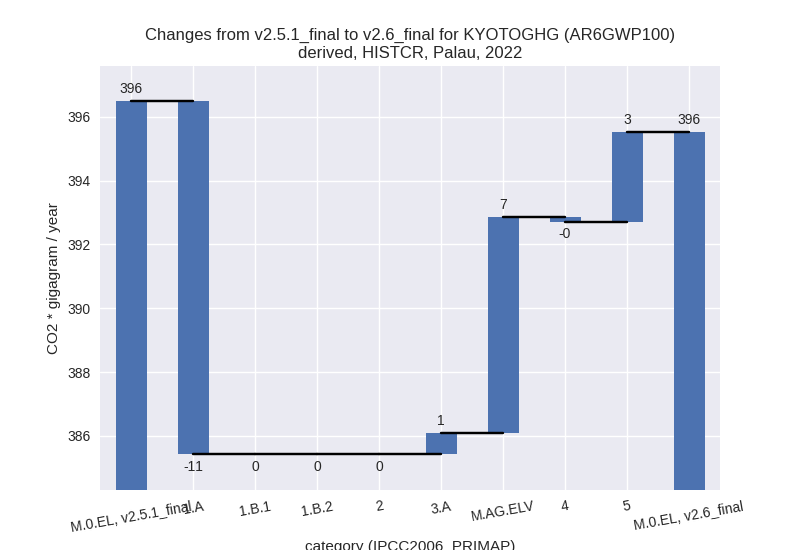 Changes from v2.5.1_final to v2.6_final for KYOTOGHG (AR6GWP100)
derived, HISTCR, Palau, 2022
396
396
3
396
7
394
-0
392
CO2 * gigagram / year
390
388
1
386
-11
0
0
0
M.0.EL, v2.5.1_final
1.A
1.B.1
1.B.2
2
3.A
M.AG.ELV
4
5
M.0.EL, v2.6_final
category (IPCC2006_PRIMAP)